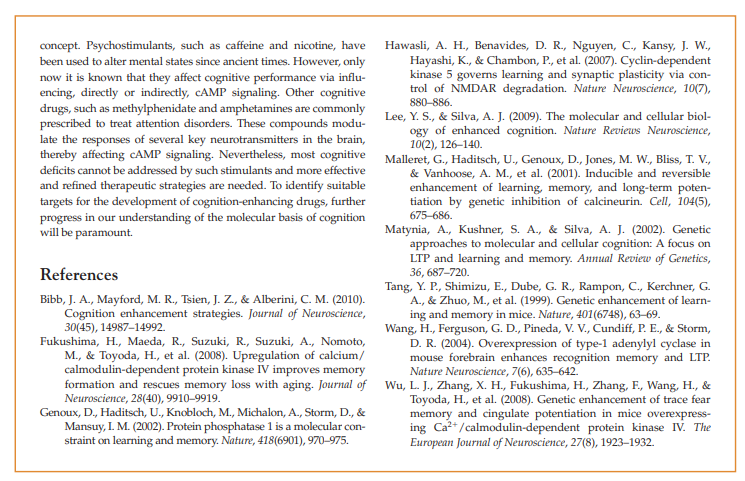 concept. Psychostimulants, such as caffeine and nicotine, have
been used to alter mental states since ancient times. However, only
now it is known that they affect cognitive performance via influ-
encing, directly or indirectly, cAMP signaling. Other cognitive
drugs, such as methylphenidate and amphetamines are commonly
prescribed to treat attention disorders. These compounds modu-
late the responses of several key neurotransmitters in the brain,
thereby affecting cAMP signaling. Nevertheless, most cognitive
deficits cannot be addressed by such stimulants and more effective
and refined therapeutic strategies are needed. To identify suitable
targets for the development of cognition-enhancing drugs, further
progress in our understanding of the molecular basis of cognition
will be paramount.
References
Bibb, J. A., Mayford, M. R., Tsien, J. Z., & Alberini, C. M. (2010).
Cognition enhancement strategies. Journal of Neuroscience,
30(45), 14987–14992.
Fukushima, H., Maeda, R., Suzuki, R., Suzuki, A., Nomoto,
M., & Toyoda, H., et al. (2008). Upregulation of calcium/
calmodulin-dependent protein kinase IV improves memory
formation and rescues memory loss with aging. Journal of
Neuroscience, 28(40), 9910–9919.
Genoux, D., Haditsch, U., Knobloch, M., Michalon, A., Storm, D., &
Mansuy, I. M. (2002). Protein phosphatase 1 is a molecular con-
straint on learning and memory. Nature, 418(6901), 970–975.
Hawasli, A. H., Benavides, D. R., Nguyen, C., Kansy, J. W.,
Hayashi, K., & Chambon, P., et al. (2007). Cyclin-dependent
kinase 5 governs learning and synaptic plasticity via con-
trol of NMDAR degradation. Nature Neuroscience, 10(7),
880–886.
Lee, Y. S., & Silva, A. J. (2009). The molecular and cellular biol-
ogy of enhanced cognition. Nature Reviews Neuroscience,
10(2), 126–140.
Malleret, G., Haditsch, U., Genoux, D., Jones, M. W., Bliss, T. V.,
& Vanhoose, A. M., et al. (2001). Inducible and reversible
enhancement of learning, memory, and long-term poten-
tiation by genetic inhibition of calcineurin. Cell, 104(5),
675–686.
Matynia, A., Kushner, S. A., & Silva, A. J. (2002). Genetic
approaches to molecular and cellular cognition: A focus on
LTP and learning and memory. Annual Review of Genetics,
36, 687–720.
Tang, Y. P., Shimizu, E., Dube, G. R., Rampon, C., Kerchner, G.
A., & Zhuo, M., et al. (1999). Genetic enhancement of learn-
ing and memory in mice. Nature, 401(6748), 63–69.
Wang, H., Ferguson, G. D., Pineda, V. V., Cundiff, P. E., & Storm,
D. R. (2004). Overexpression of type-1 adenylyl cyclase in
mouse forebrain enhances recognition memory and LTP.
Nature Neuroscience, 7(6), 635–642.
Wu, L. J., Zhang, X. H., Fukushima, H., Zhang, F., Wang, H., &
Toyoda, H., et al. (2008). Genetic enhancement of trace fear
memory and cingulate potentiation in mice overexpress-
ing Ca²⁺/calmodulin-dependent protein kinase IV. The
European Journal of Neuroscience, 27(8), 1923–1932.